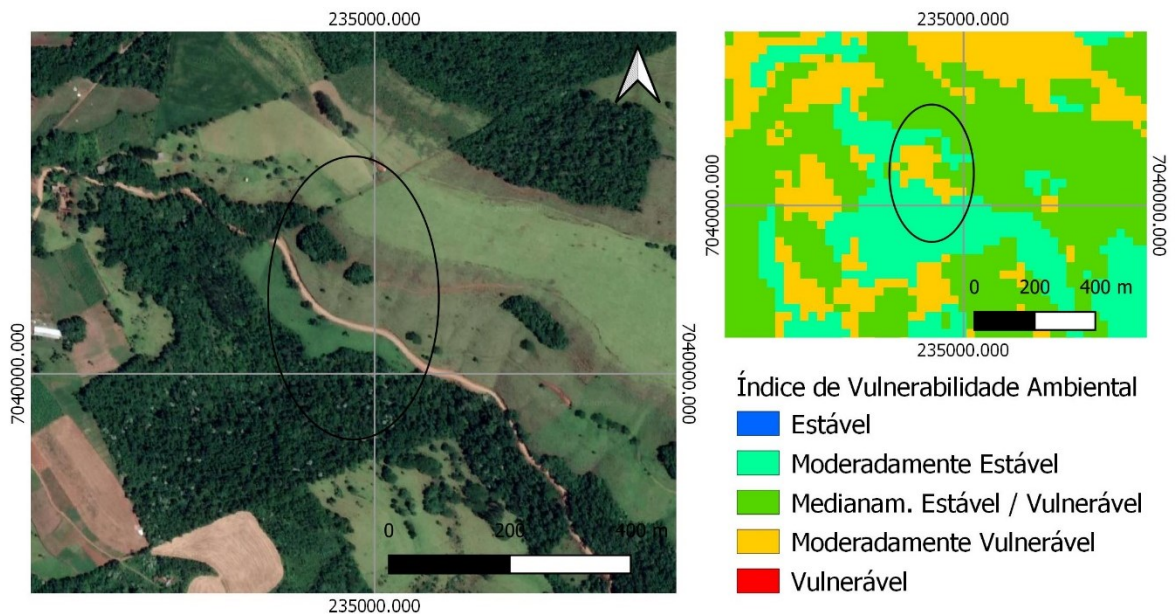 235000.000
7040000.000
7040000.000
0 200 400 m
235000.000
235000.000
7040000.000
7040000.000
0 200 400 m
235000.000
Índice de Vulnerabilidade Ambiental
Estável
Moderadamente Estável
Medianam. Estável / Vulnerável
Moderadamente Vulnerável
Vulnerável